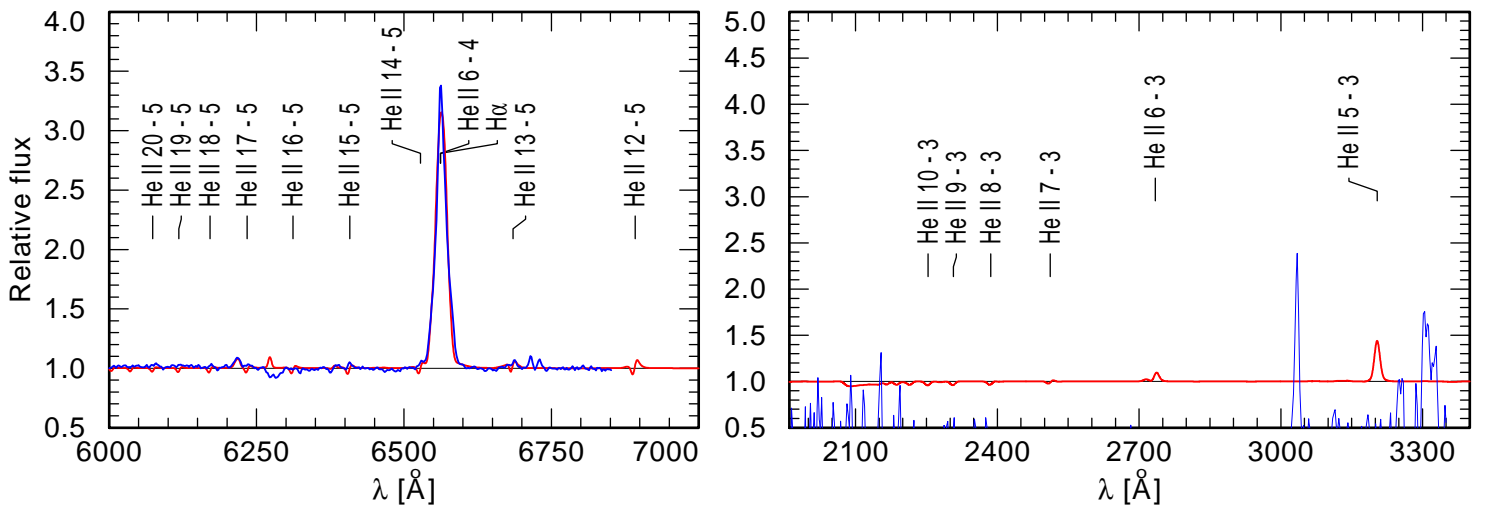 Relative flux
4.0
3.5
3.0
2.5
2.0
1.5
1.0
0.5
He II 20 - 5
He II 19 - 5
He II 18 - 5
He II 17 - 5
He II 16 - 5
He II 15 - 5
He II 14 - 5
He II 6 - 4
Hα
He II 13 - 5
He II 12 - 5
6000
6250
6500
6750
7000
λ [Å]
5.0
4.5
4.0
3.5
3.0
2.5
2.0
1.5
1.0
0.5
He II 10 - 3
He II 9 - 3
He II 8 - 3
He II 7 - 3
He II 6 - 3
He II 5 - 3
2100
2400
2700
3000
3300
λ [Å]